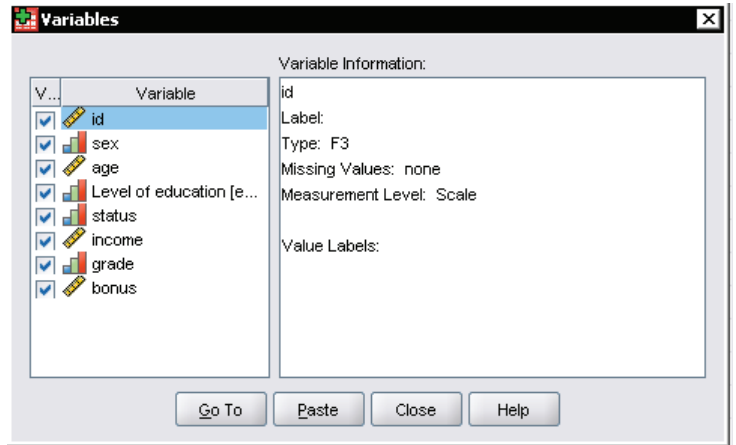 Variables
Variable Information:
V... Variable
id
sex
age
Level of education [e...
status
income
grade
bonus
id
Label:
Type: F3
Missing Values: none
Measurement Level: Scale
Value Labels:
Go To Paste Close Help